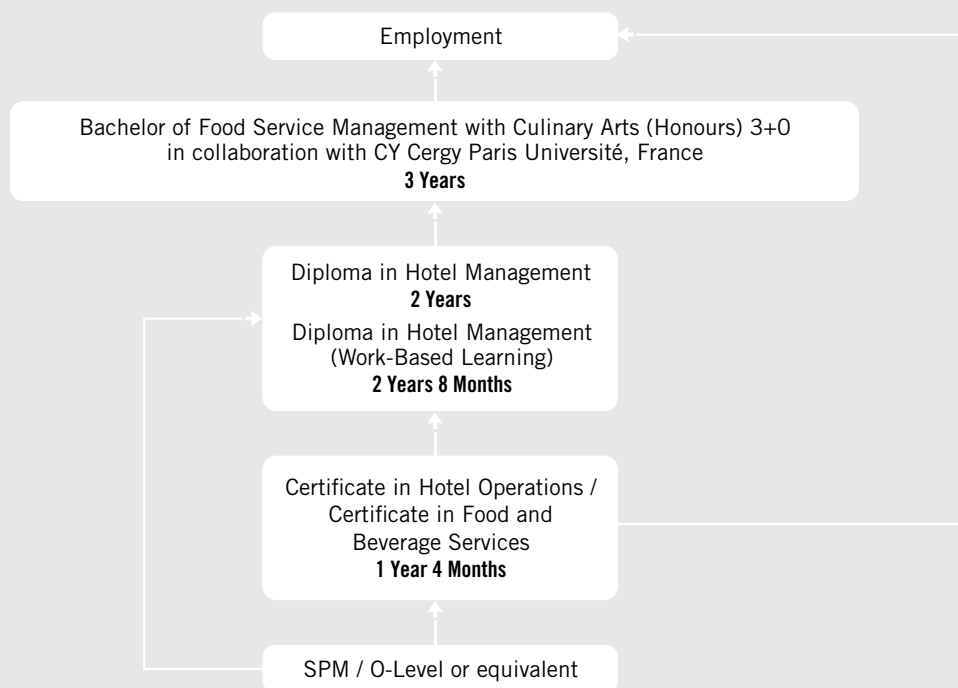 Employment
Bachelor of Food Service Management with Culinary Arts (Honours) 3+0
in collaboration with CY Cergy Paris Université, France
3 Years
Diploma in Hotel Management
2 Years
Diploma in Hotel Management
(Work-Based Learning)
2 Years 8 Months
Certificate in Hotel Operations /
Certificate in Food and
Beverage Services
1 Year 4 Months
SPM / O-Level or equivalent